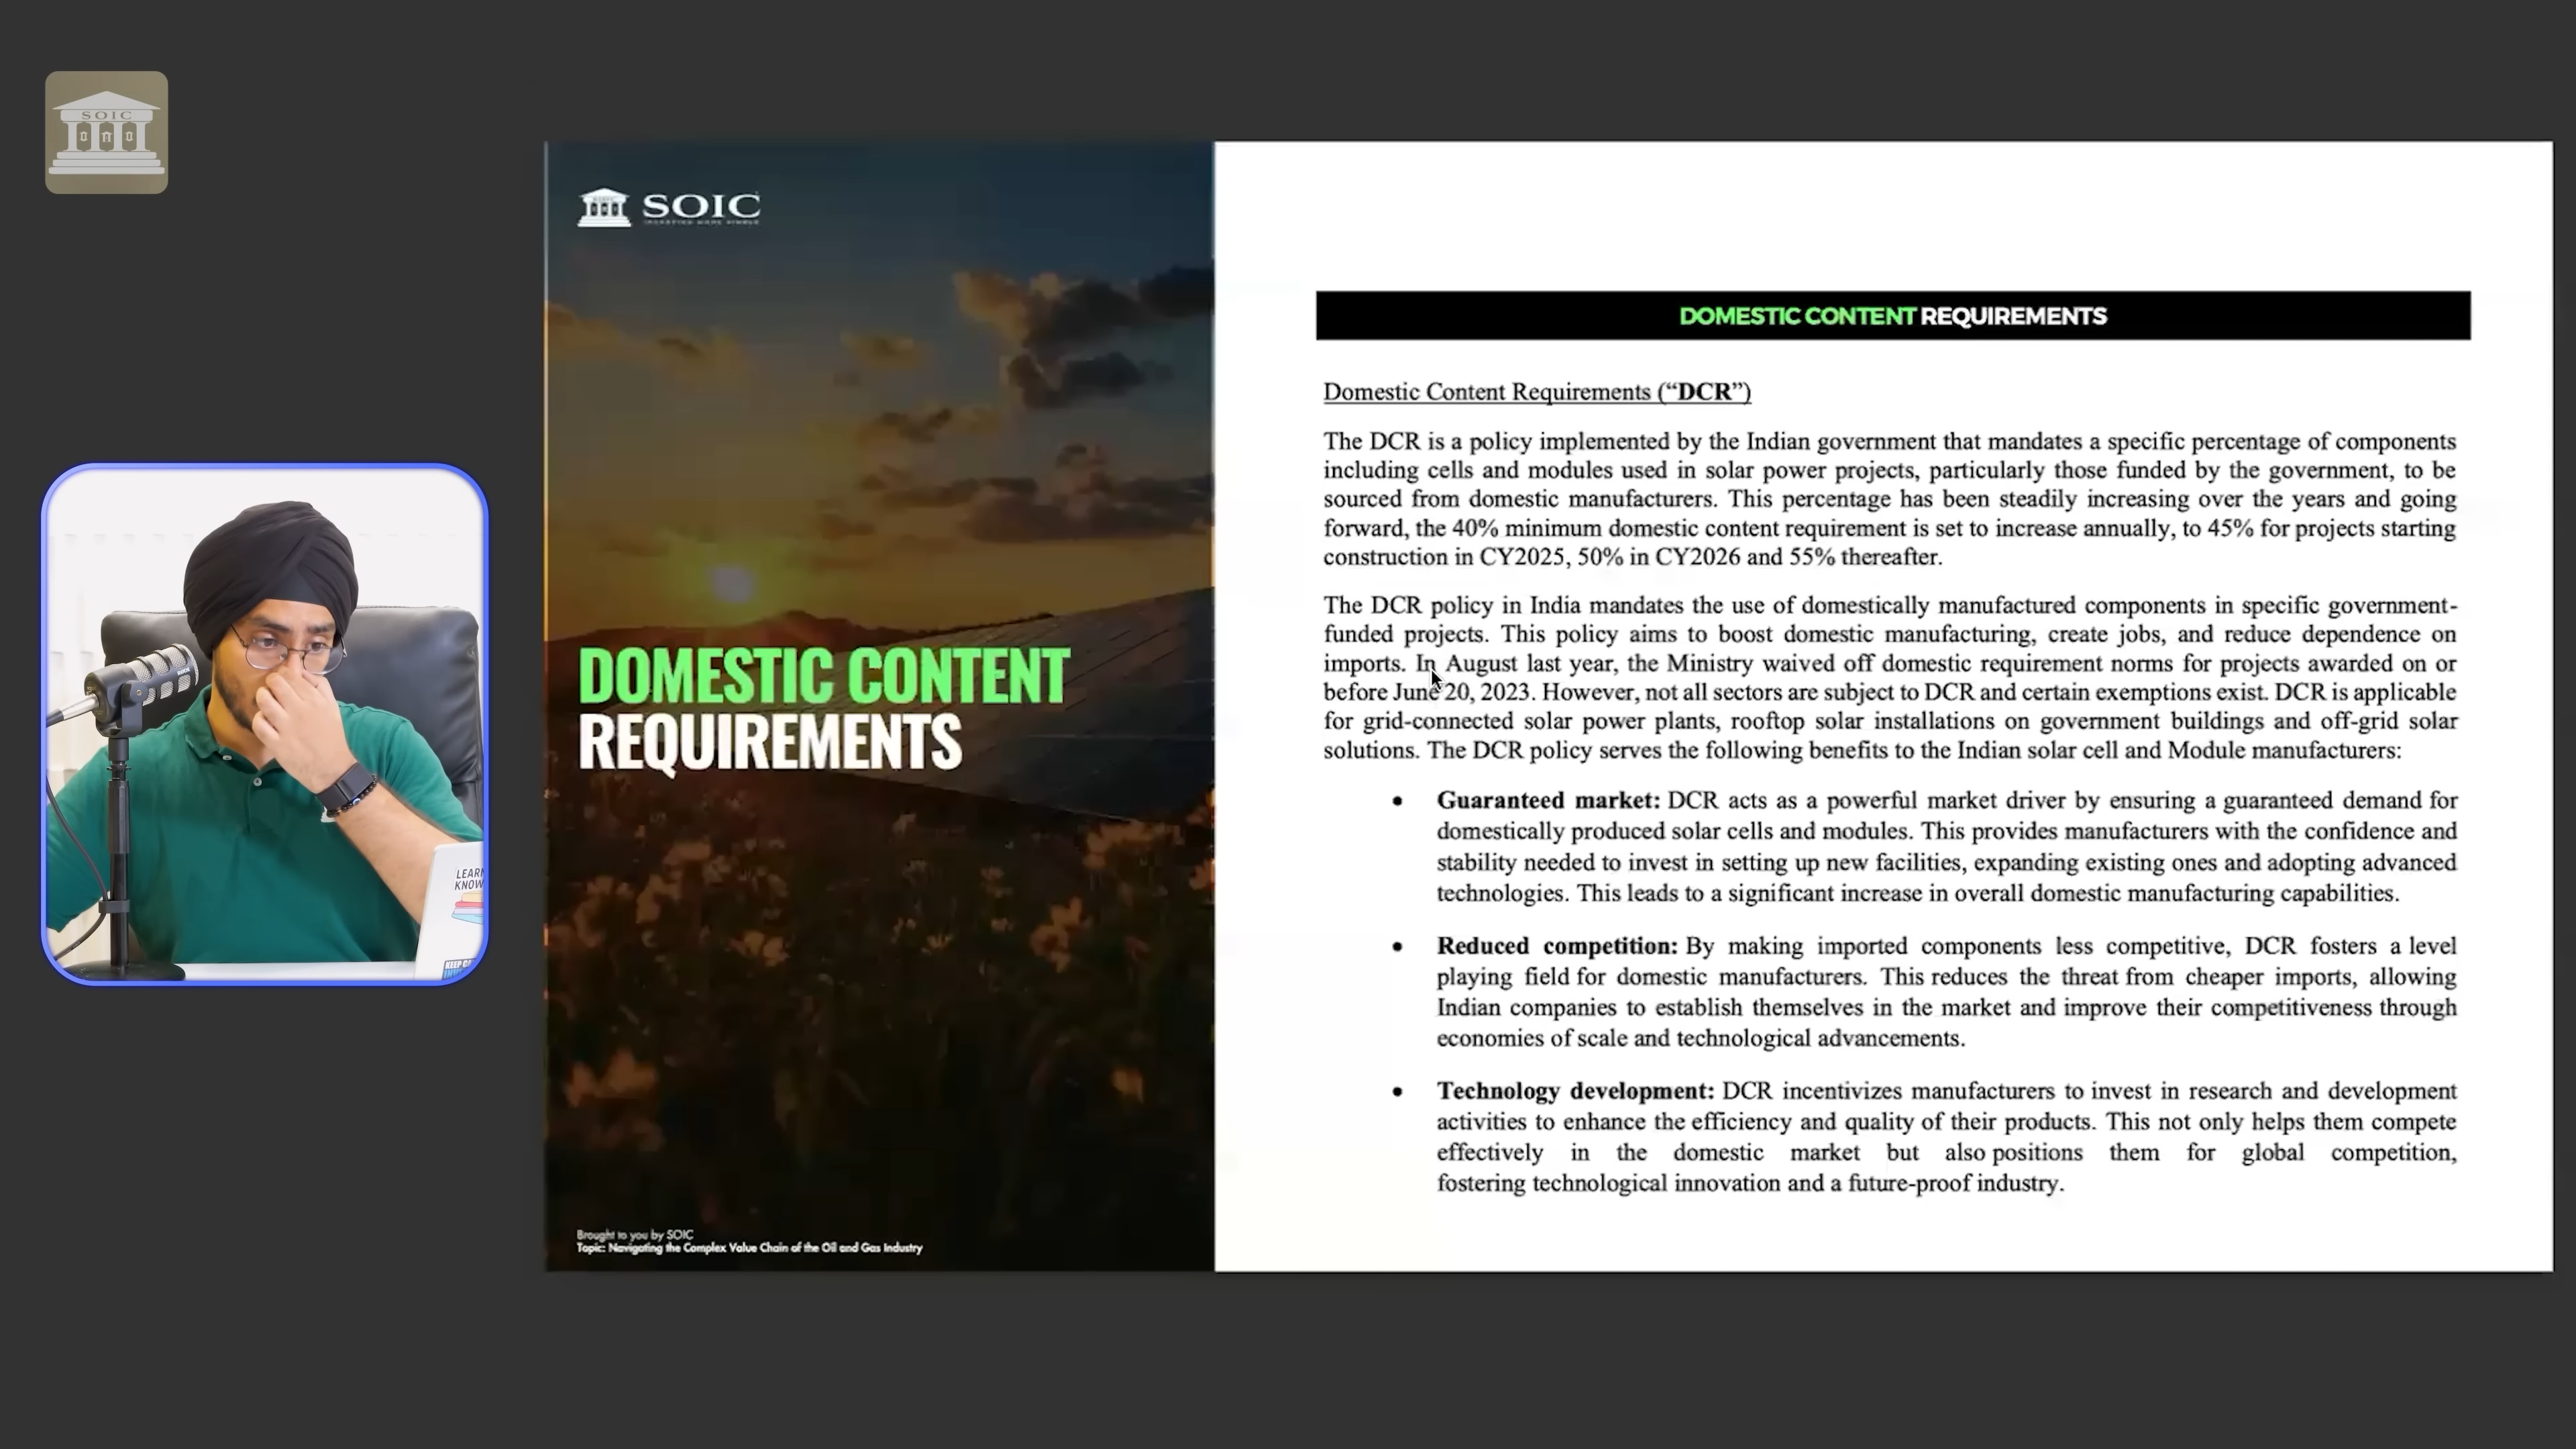 SOIC
SOIC
INVESTING MADE SIMPLE
DOMESTIC CONTENT
REQUIREMENTS
Brought to you by SOIC
Topic: Navigating the Complex Value Chain of the Oil and Gas Industry
DOMESTIC CONTENT REQUIREMENTS
Domestic Content Requirements (“DCR”)
The DCR is a policy implemented by the Indian government that mandates a specific percentage of components
including cells and modules used in solar power projects, particularly those funded by the government, to be
sourced from domestic manufacturers. This percentage has been steadily increasing over the years and going
forward, the 40% minimum domestic content requirement is set to increase annually, to 45% for projects starting
construction in CY2025, 50% in CY2026 and 55% thereafter.
The DCR policy in India mandates the use of domestically manufactured components in specific government-
funded projects. This policy aims to boost domestic manufacturing, create jobs, and reduce dependence on
imports. In August last year, the Ministry waived off domestic requirement norms for projects awarded on or
before June 20, 2023. However, not all sectors are subject to DCR and certain exemptions exist. DCR is applicable
for grid-connected solar power plants, rooftop solar installations on government buildings and off-grid solar
solutions. The DCR policy serves the following benefits to the Indian solar cell and Module manufacturers:
• Guaranteed market: DCR acts as a powerful market driver by ensuring a guaranteed demand for
domestically produced solar cells and modules. This provides manufacturers with the confidence and
stability needed to invest in setting up new facilities, expanding existing ones and adopting advanced
technologies. This leads to a significant increase in overall domestic manufacturing capabilities.
• Reduced competition: By making imported components less competitive, DCR fosters a level
playing field for domestic manufacturers. This reduces the threat from cheaper imports, allowing
Indian companies to establish themselves in the market and improve their competitiveness through
economies of scale and technological advancements.
• Technology development: DCR incentivizes manufacturers to invest in research and development
activities to enhance the efficiency and quality of their products. This not only helps them compete
effectively in the domestic market but also positions them for global competition,
fostering technological innovation and a future-proof industry.
LEARN
KNOW
KEEP CA